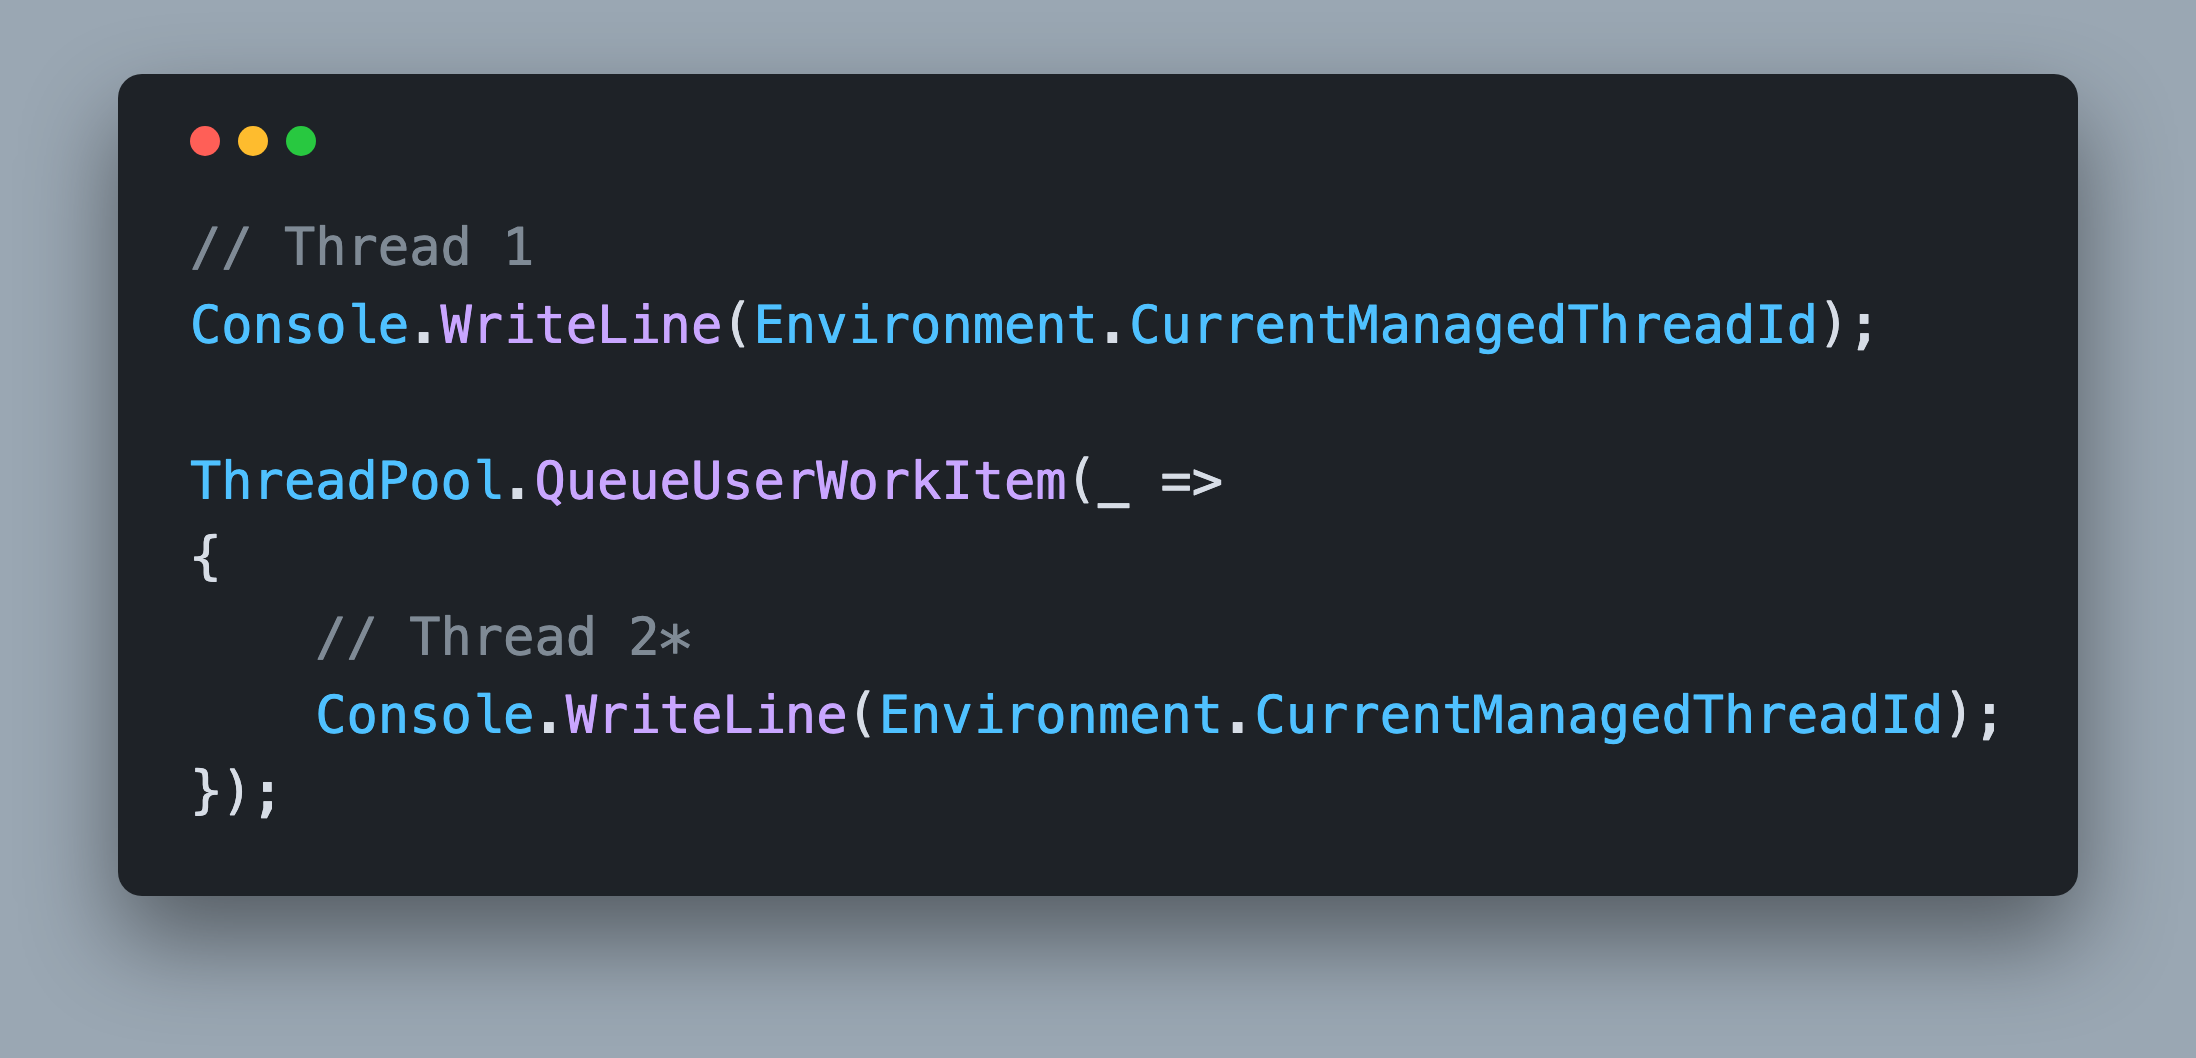 // Thread 1
Console.WriteLine(Environment.CurrentManagedThreadId);

ThreadPool.QueueUserWorkItem(_ =>
{
    // Thread 2*
    Console.WriteLine(Environment.CurrentManagedThreadId);
});